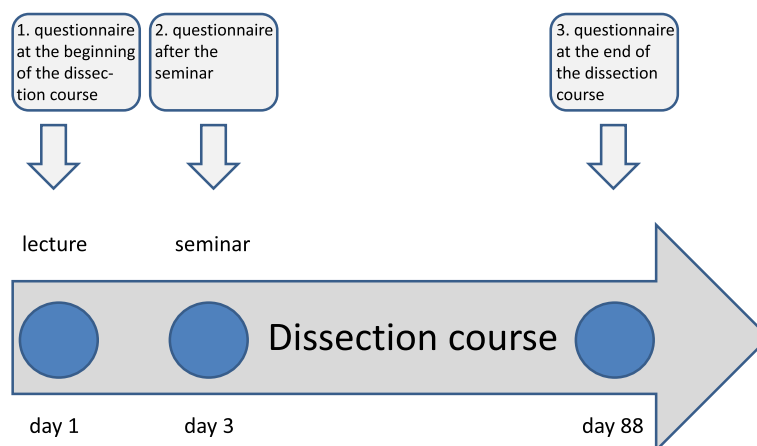 1. questionnaire
at the beginning
of the dissec-
tion course
2. questionnaire
after the
seminar
3. questionnaire
at the end of
the dissection
course
lecture
seminar
Dissection course
day 1
day 3
day 88